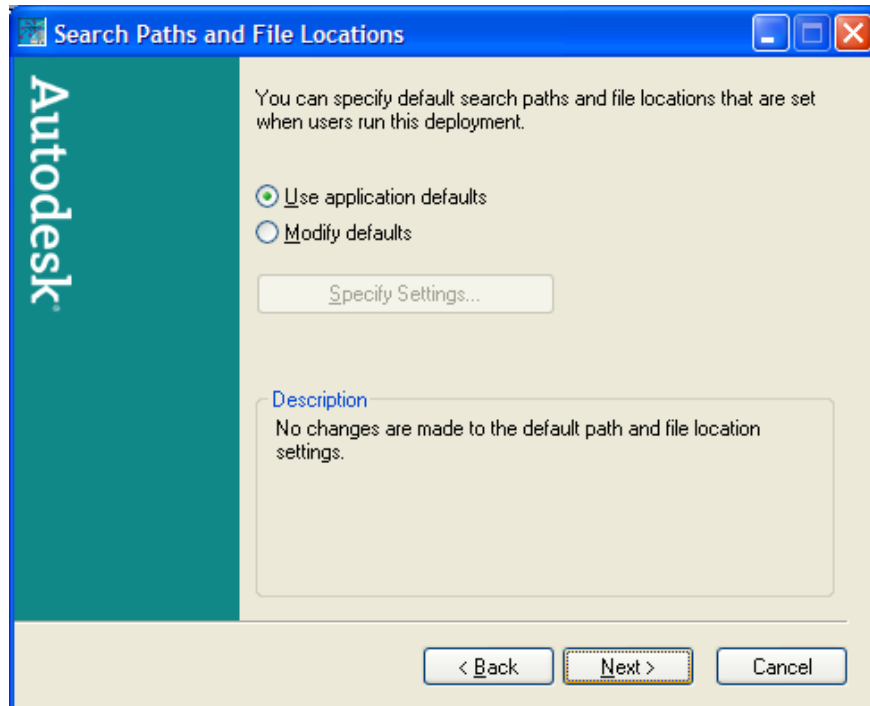 Search Paths and File Locations
Autodesk
You can specify default search paths and file locations that are set
when users run this deployment.
Use application defaults
Modify defaults
Specify Settings...
Description
No changes are made to the default path and file location
settings.
< Back
Next >
Cancel